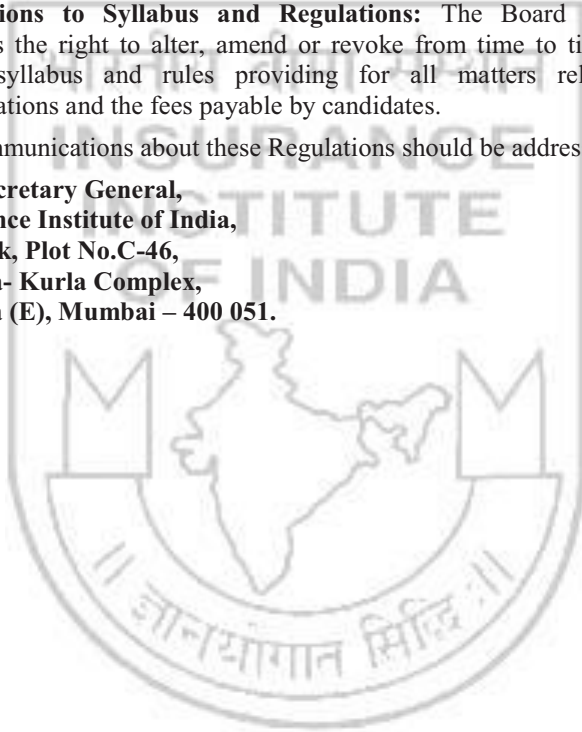 ions to Syllabus and Regulations: The Board
s the right to alter, amend or revoke from time to ti
syllabus and rules providing for all matters rel
ations and the fees payable by candidates.
mmunications about these Regulations should be addres
cretary General,
nce Institute of India,
k, Plot No.C-46,
a- Kurla Complex,
a (E), Mumbai – 400 051.
INSURANCE
INSTITUTE
OF INDIA